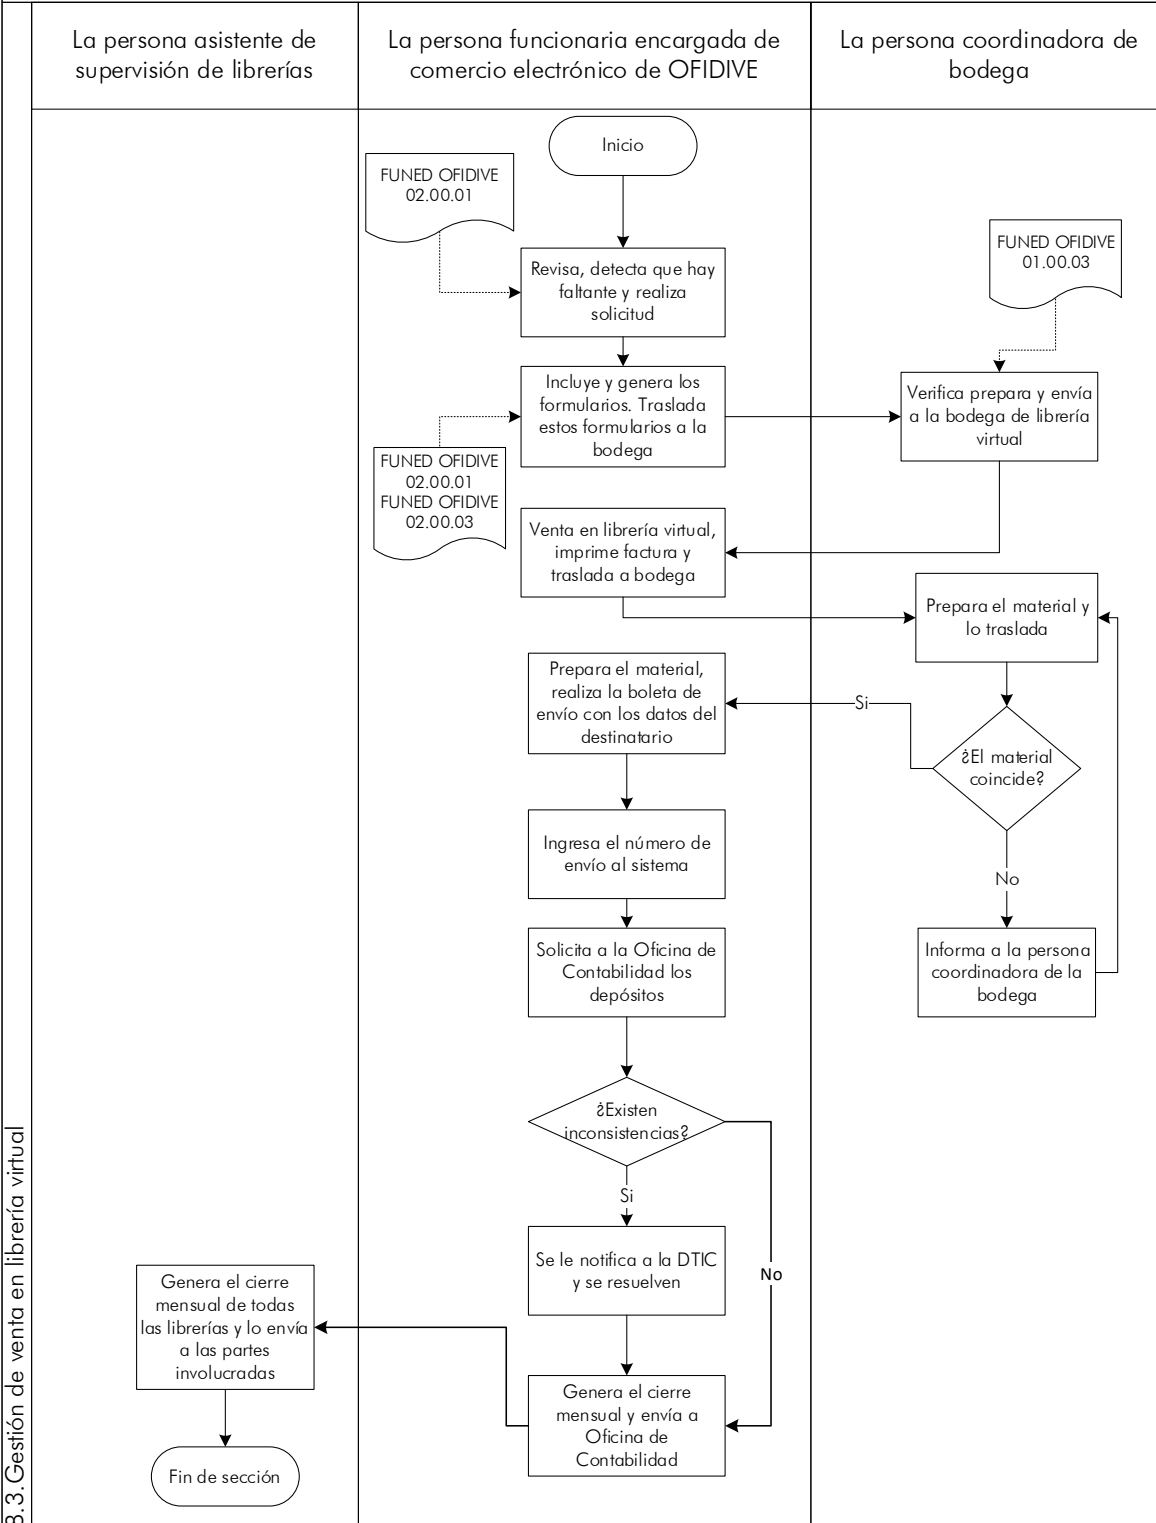 La persona asistente de
supervisión de librerías
La persona funcionaria encargada de
comercio electrónico de OFIDIVE
La persona coordinadora de
bodega
Inicio
FUNED OFIDIVE
02.00.01
Revisa, detecta que hay
faltante y realiza
solicitud
FUNED OFIDIVE
01.00.03
Incluye y genera los
formularios. Traslada
estos formularios a la
bodega
Verifica prepara y envía
a la bodega de librería
virtual
FUNED OFIDIVE
02.00.01
FUNED OFIDIVE
02.00.03
Venta en librería virtual,
imprime factura y
traslada a bodega
Prepara el material y
lo traslada
Prepara el material,
realiza la boleta de
envío con los datos del
destinatario
Si
¿El material
coincide?
No
Ingresa el número de
envío al sistema
Informa a la persona
coordinadora de la
bodega
Solicita a la Oficina de
Contabilidad los
depósitos
¿Existen
inconsistencias?
Si
No
Se le notifica a la DTIC
y se resuelven
Genera el cierre
mensual de todas
las librerías y lo envía
a las partes
involucradas
Genera el cierre
mensual y envía a
Oficina de
Contabilidad
Fin de sección
3.3.Gestión de venta en librería virtual